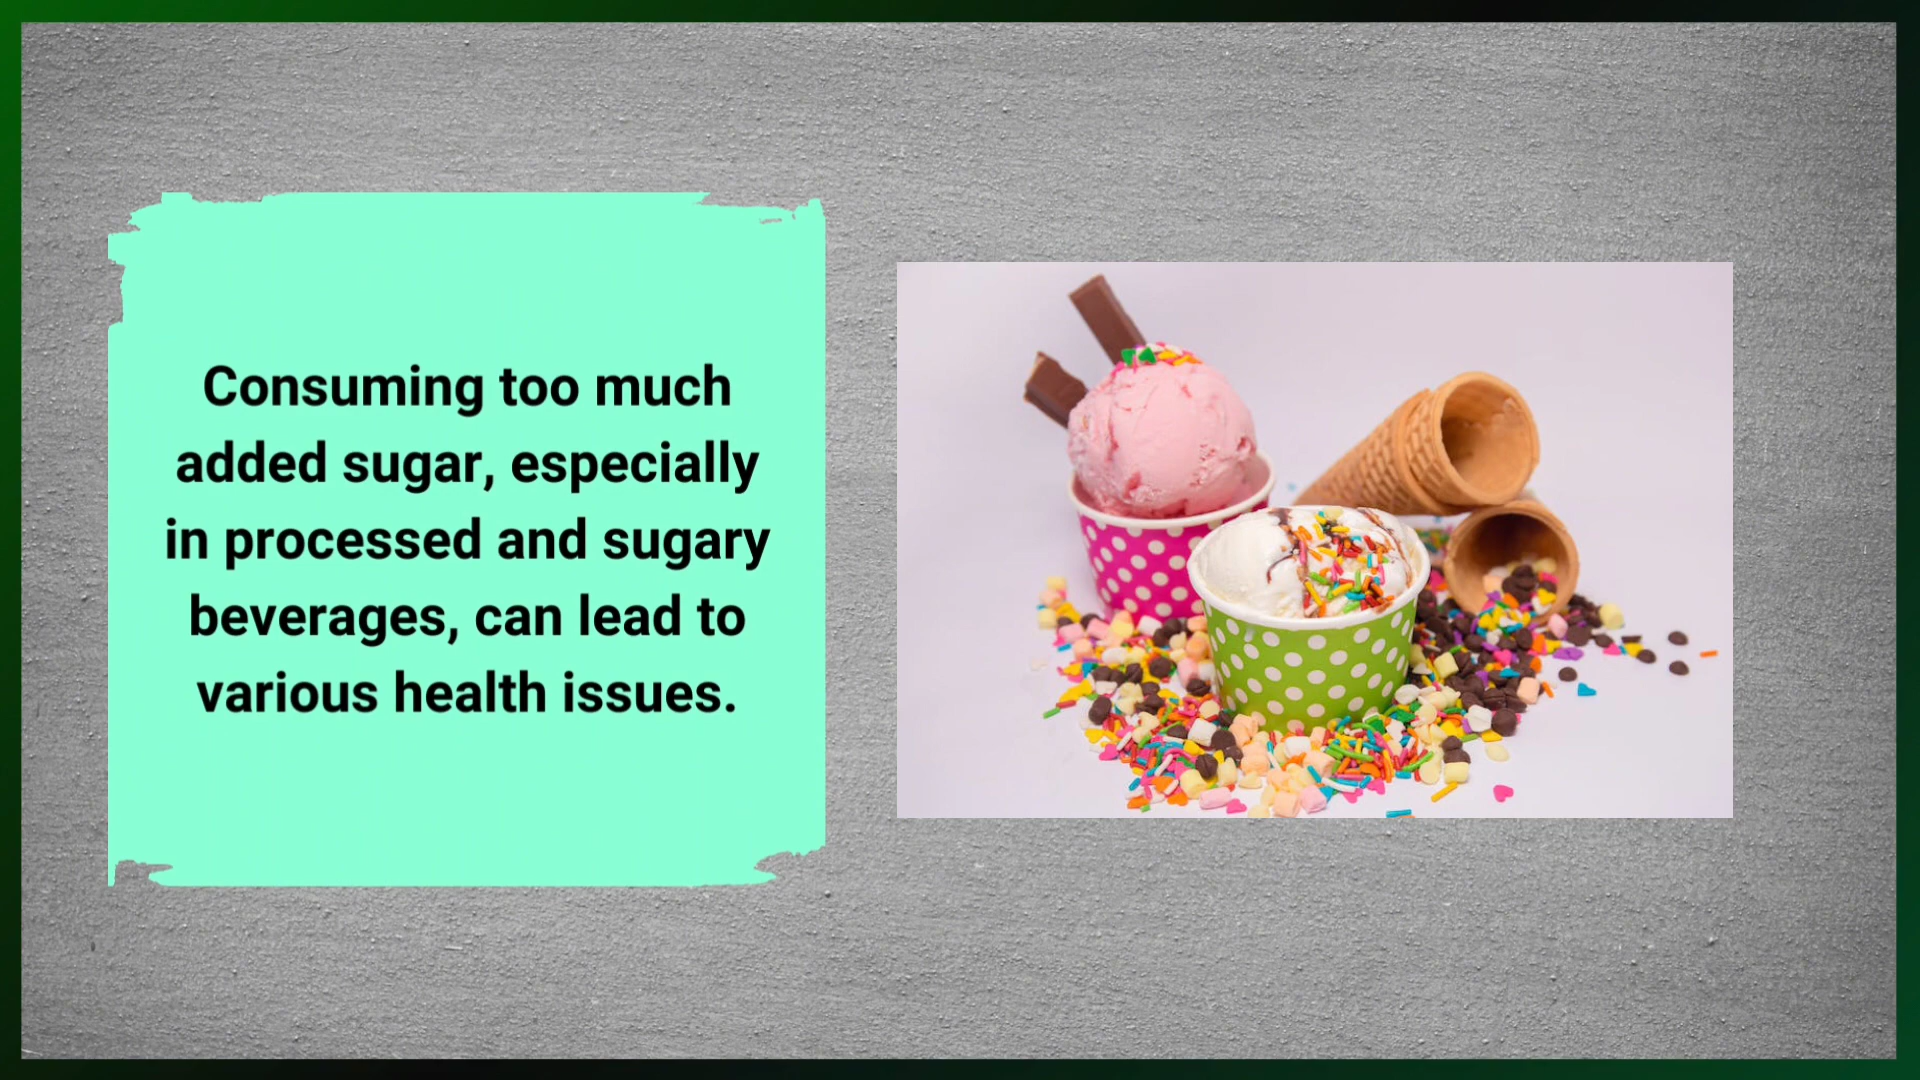 Consuming too much
added sugar, especially
in processed and sugary
beverages, can lead to
various health issues.